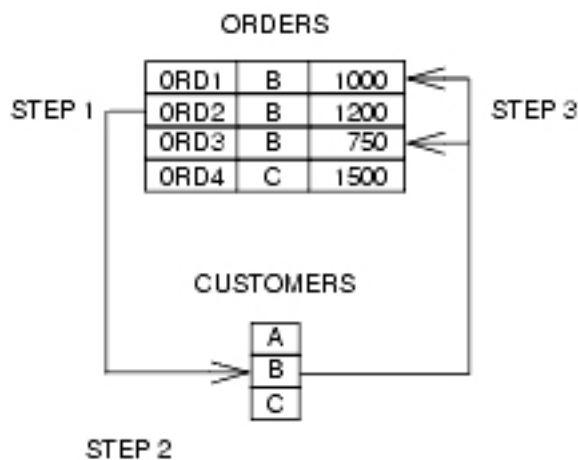 ORDERS
ORD1 B 1000
STEP 1 ORD2 B 1200 STEP 3
ORD3 B 750
ORD4 C 1500
CUSTOMERS
A
B
C
STEP 2